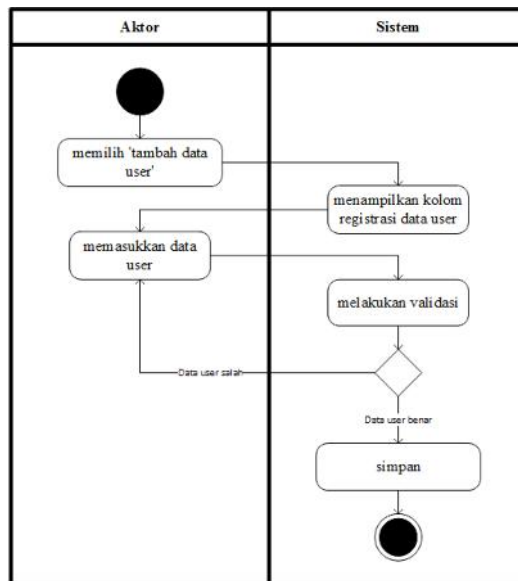 Aktor
Sistem
memilih 'tambah data
user'
menampilkan kolom
registrasi data user
memasukkan data
user
melakukan validasi
Data user salah
Data user benar
simpan